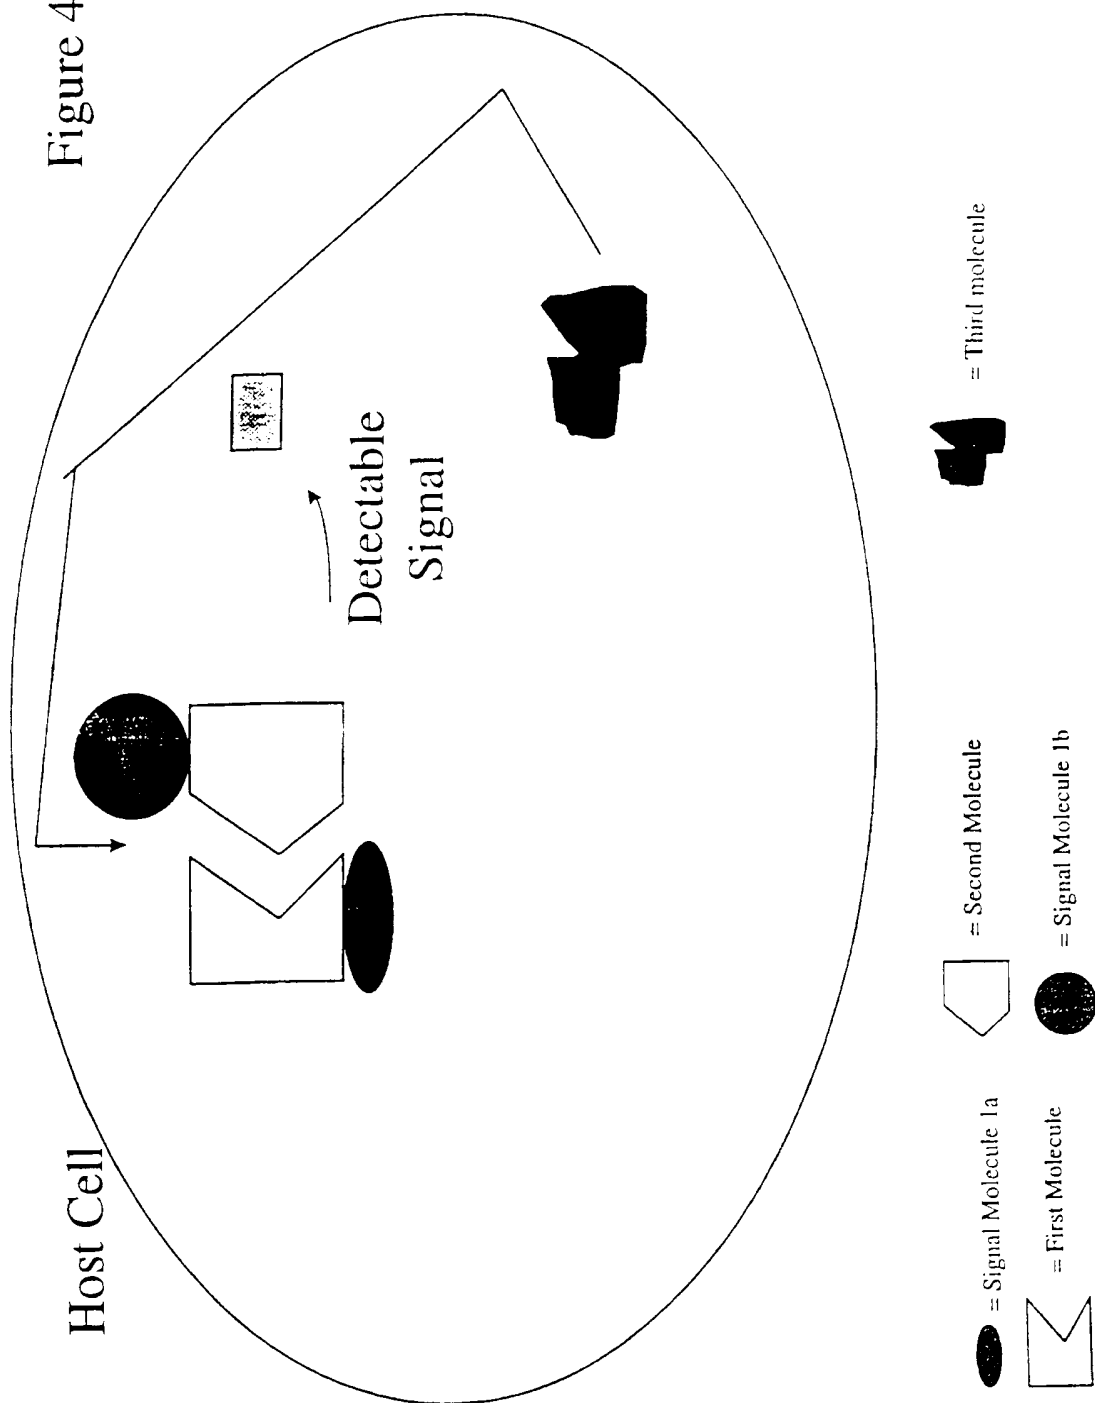 Figure 4
Host Cell
Detectable
Signal
= Signal Molecule 1a
= Second Molecule
= Third molecule
= First Molecule
= Signal Molecule 1b